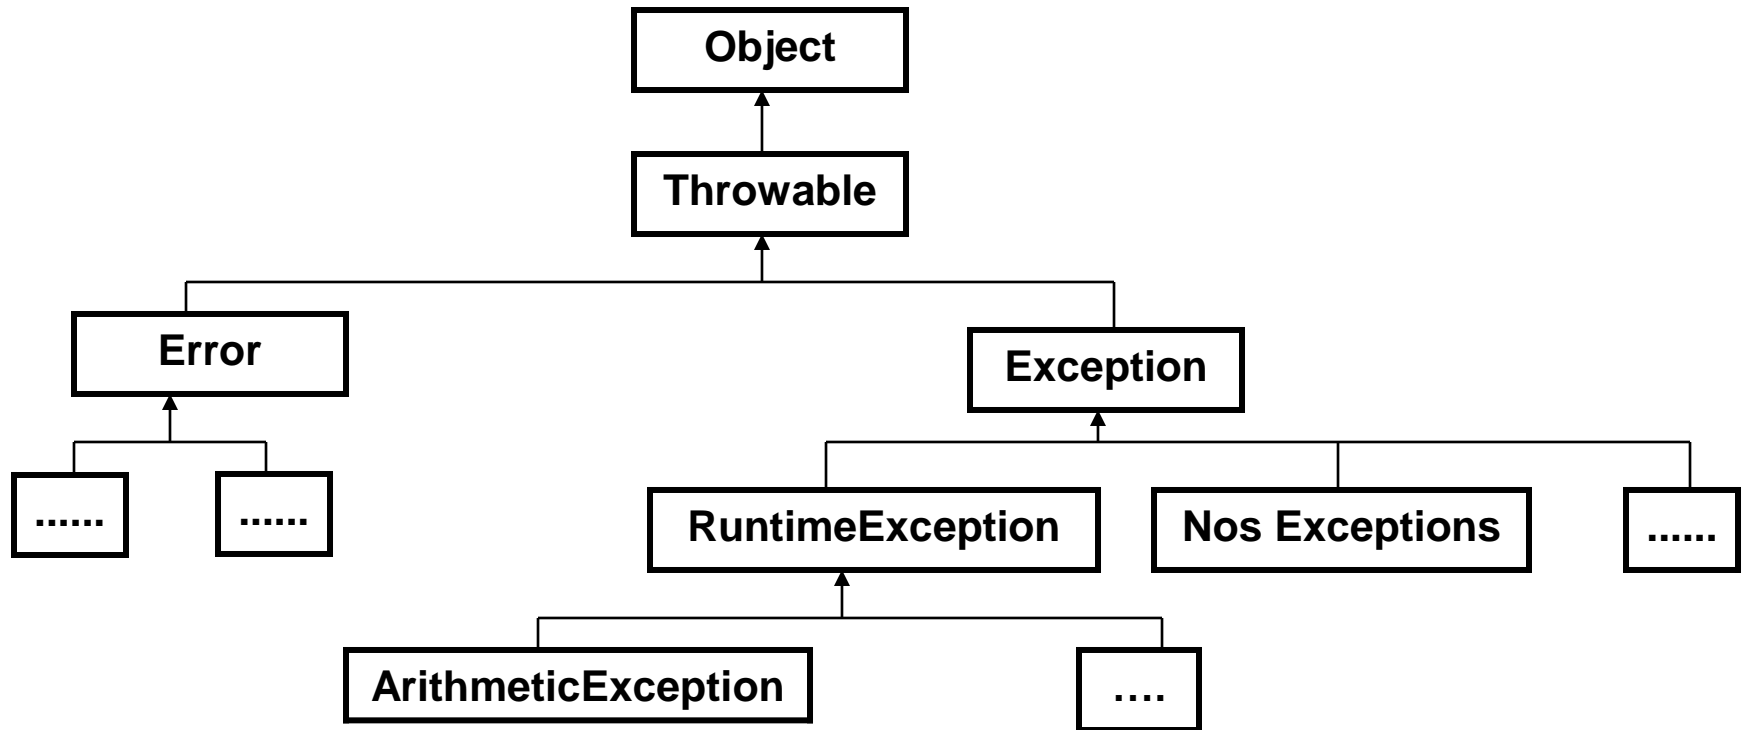 Object
Throwable
Error
Exception
......
......
RuntimeException
Nos Exceptions
......
ArithmeticException
....